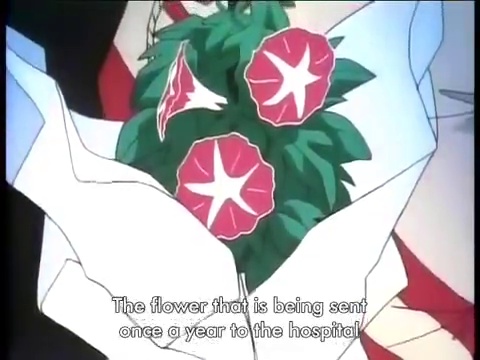 The flower that is being sent
once a year to the hospital